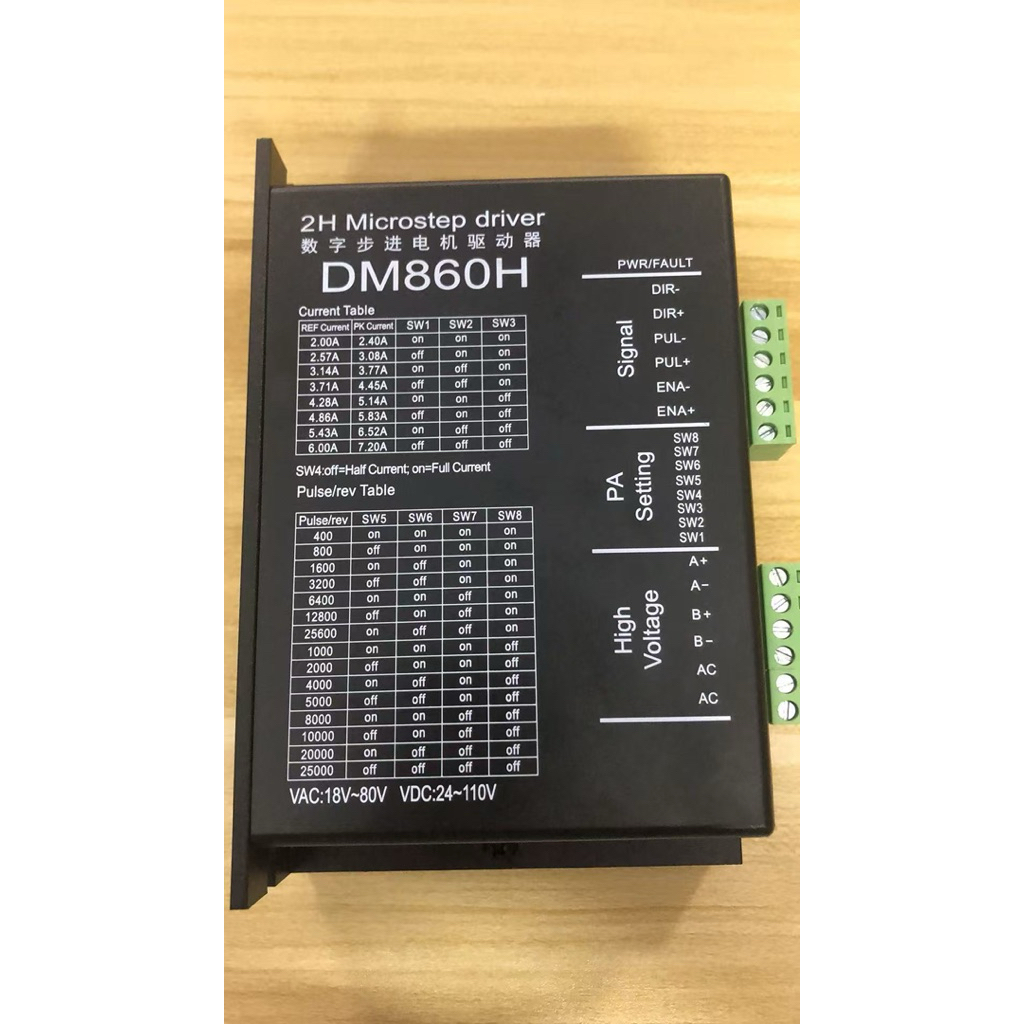 2H Microstep driver
数字步进电机驱动器
DM860H
Current Table
REF Current PK Current SW1 SW2 SW3
2.00A 2.40A on on on
2.57A 3.08A off on on
3.14A 3.77A on off on
3.71A 4.45A off off on
4.28A 5.14A on on off
4.86A 5.83A off on off
5.43A 6.52A on off off
6.00A 7.20A off off off
SW4:off=Half Current; on=Full Current
Pulse/rev Table
Pulse/rev SW5 SW6 SW7 SW8
400 on on on on
800 off on on on
1600 on off on on
3200 off off on on
6400 on on off on
12800 off on off on
25600 on off off on
1000 on on on off
2000 off on on off
4000 on off on off
5000 off off on off
8000 on on off off
10000 off on off off
20000 on off off off
25000 off off off off
VAC:18V~80V VDC:24~110V
PWR/FAULT
Signal
DIR-
DIR+
PUL-
PUL+
ENA-
ENA+
PA
Setting
SW8
SW7
SW6
SW5
SW4
SW3
SW2
SW1
High
Voltage
A+
A-
B+
B-
AC
AC